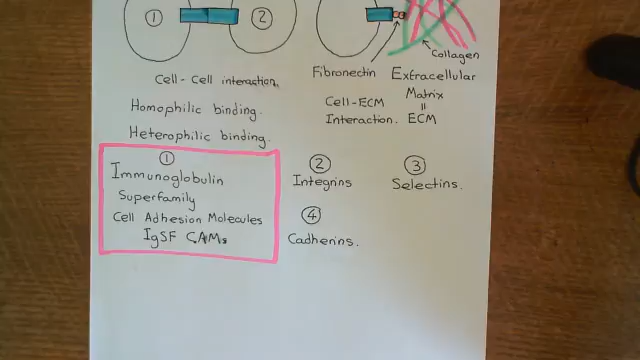 ① ②
Cell-Cell interaction.
Homophilic binding.
Heterophilic binding.
Fibronectin
Cell-ECM
Interaction.
Collagen
Extracellular
Matrix
=
ECM
①
Immunoglobulin
Superfamily
Cell Adhesion Molecules
IgSF CAMs
②
Integrins
③
Selectins.
④
Cadherins.